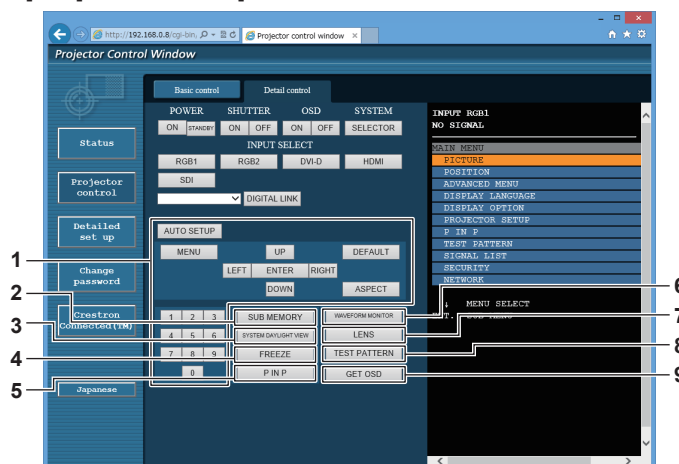 http://192.168.0.8/cgi-bin,
Projector control window
Projector Control Window
Basic control
Detail control
POWER SHUTTER OSD SYSTEM
ON STANDBY ON OFF ON OFF SELECTOR
INPUT SELECT
RGB1 RGB2 DVI-D HDMI
SDI
DIGITAL LINK
AUTO SETUP
MENU UP DEFAULT
LEFT ENTER RIGHT
DOWN ASPECT
1 2 3 SUB MEMORY WAVEFORM MONITOR
4 5 6 SYSTEM DAYLIGHT VIEW LENS
7 8 9 FREEZE TEST PATTERN
0 P IN P GET OSD
Status
Projector
control
Detailed
set up
Change
password
Crestron
Connected(TM)
Japanese
INPUT RGB1
NO SIGNAL
MAIN MENU
PICTURE
POSITION
ADVANCED MENU
DISPLAY LANGUAGE
DISPLAY OPTION
PROJECTOR SETUP
P IN P
TEST PATTERN
SIGNAL LIST
SECURITY
NETWORK
MENU SELECT
SUB MENU
1
2
3
4
5
6
7
8
9